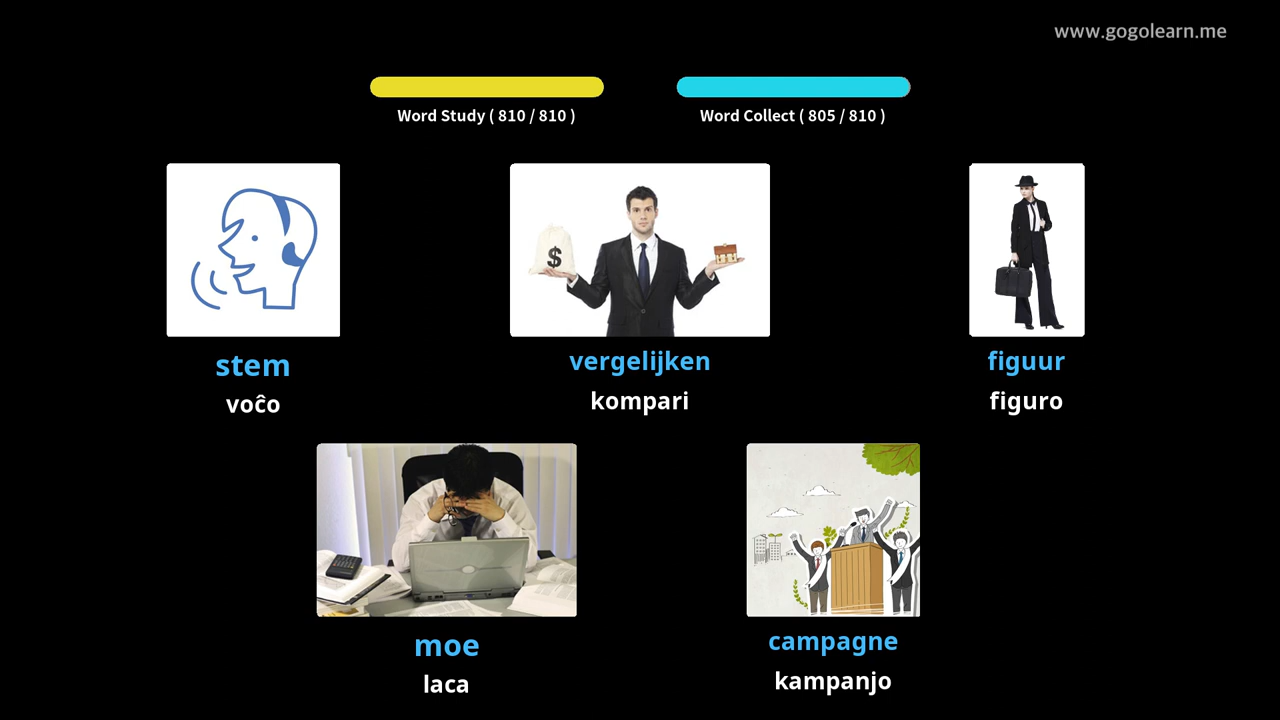 www.gogolearn.me
Word Study ( 810 / 810 )
Word Collect ( 805 / 810 )
$
stem
voĉo
vergelijken
kompari
figuur
figuro
moe
laca
campagne
kampanjo